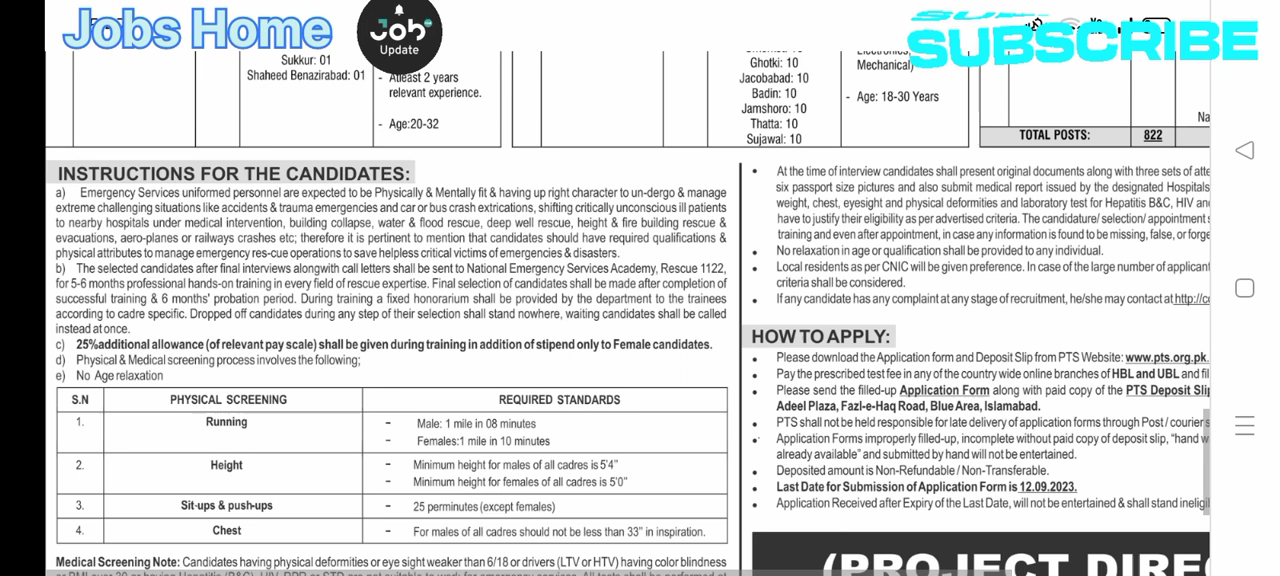 Jobs Home
Job
Update
SUBSCRIBE
Sukkur: 01
Shaheed Benazirabad: 01
- Atleast 2 years
relevant experience.
- Age:20-32
Ghotki: 10
Jacobabad: 10
Badin: 10
Jamshoro: 10
Thatta: 10
Sujawal: 10
Mechanical)
- Age: 18-30 Years
TOTAL POSTS: 822
INSTRUCTIONS FOR THE CANDIDATES:
a) Emergency Services uniformed personnel are expected to be Physically & Mentally fit & having up right character to un-dergo & manage
extreme challenging situations like accidents & trauma emergencies and car or bus crash extrications, shifting critically unconscious ill patients
to nearby hospitals under medical intervention, building collapse, water & flood rescue, deep well rescue, height & fire building rescue &
evacuations, aero-planes or railways crashes etc; therefore it is pertinent to mention that candidates should have required qualifications &
physical attributes to manage emergency res-cue operations to save helpless critical victims of emergencies & disasters.
b) The selected candidates after final interviews alongwith call letters shall be sent to National Emergency Services Academy, Rescue 1122,
for 5-6 months professional hands-on training in every field of rescue expertise. Final selection of candidates shall be made after completion of
successful training & 6 months' probation period. During training a fixed honorarium shall be provided by the department to the trainees
according to cadre specific. Dropped off candidates during any step of their selection shall stand nowhere, waiting candidates shall be called
instead at once.
c) 25%additional allowance (of relevant pay scale) shall be given during training in addition of stipend only to Female candidates.
d) Physical & Medical screening process involves the following;
e) No Age relaxation
S.N PHYSICAL SCREENING REQUIRED STANDARDS
1. Running - Male: 1 mile in 08 minutes
- Females:1 mile in 10 minutes
2. Height - Minimum height for males of all cadres is 5'4"
- Minimum height for females of all cadres is 5'0"
3. Sit-ups & push-ups - 25 perminutes (except females)
4. Chest - For males of all cadres should not be less than 33" in inspiration.
Medical Screening Note: Candidates having physical deformities or eye sight weaker than 6/18 or drivers (LTV or HTV) having color blindness
• At the time of interview candidates shall present original documents along with three sets of atte
six passport size pictures and also submit medical report issued by the designated Hospitals
weight, chest, eyesight and physical deformities and laboratory test for Hepatitis B&C, HIV an
have to justify their eligibility as per advertised criteria. The candidature/ selection/ appointment s
training and even after appointment, in case any information is found to be missing, false, or forge
• No relaxation in age or qualification shall be provided to any individual.
• Local residents as per CNIC will be given preference. In case of the large number of applicant
criteria shall be considered.
• If any candidate has any complaint at any stage of recruitment, he/she may contact at http://c
HOW TO APPLY:
• Please download the Application form and Deposit Slip from PTS Website: www.pts.org.pk.
• Pay the prescribed test fee in any of the country wide online branches of HBL and UBL and fil
• Please send the filled-up Application Form along with paid copy of the PTS Deposit Slip
Adeel Plaza, Fazl-e-Haq Road, Blue Area, Islamabad.
• PTS shall not be held responsible for late delivery of application forms through Post / courier s
• Application Forms improperly filled-up, incomplete without paid copy of deposit slip, "hand w
already available" and submitted by hand will not be entertained.
• Deposited amount is Non-Refundable / Non-Transferable.
• Last Date for Submission of Application Form is 12.09.2023.
• Application Received after Expiry of the Last Date, will not be entertained & shall stand ineligi
(PROJECT DIRE